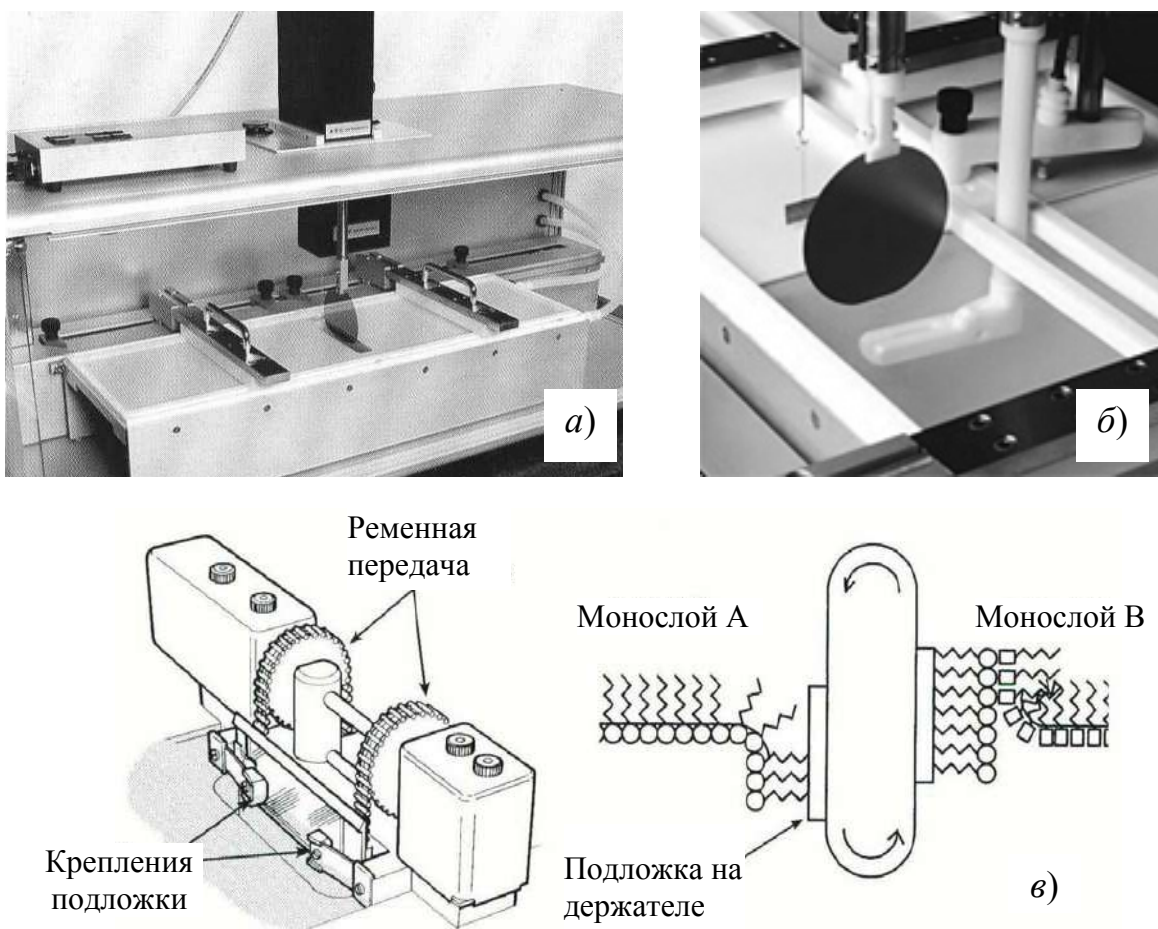 а)
б)
Ременная
передача
Монослой А
Монослой В
Крепления
подложки
Подложка на
держателе
в)